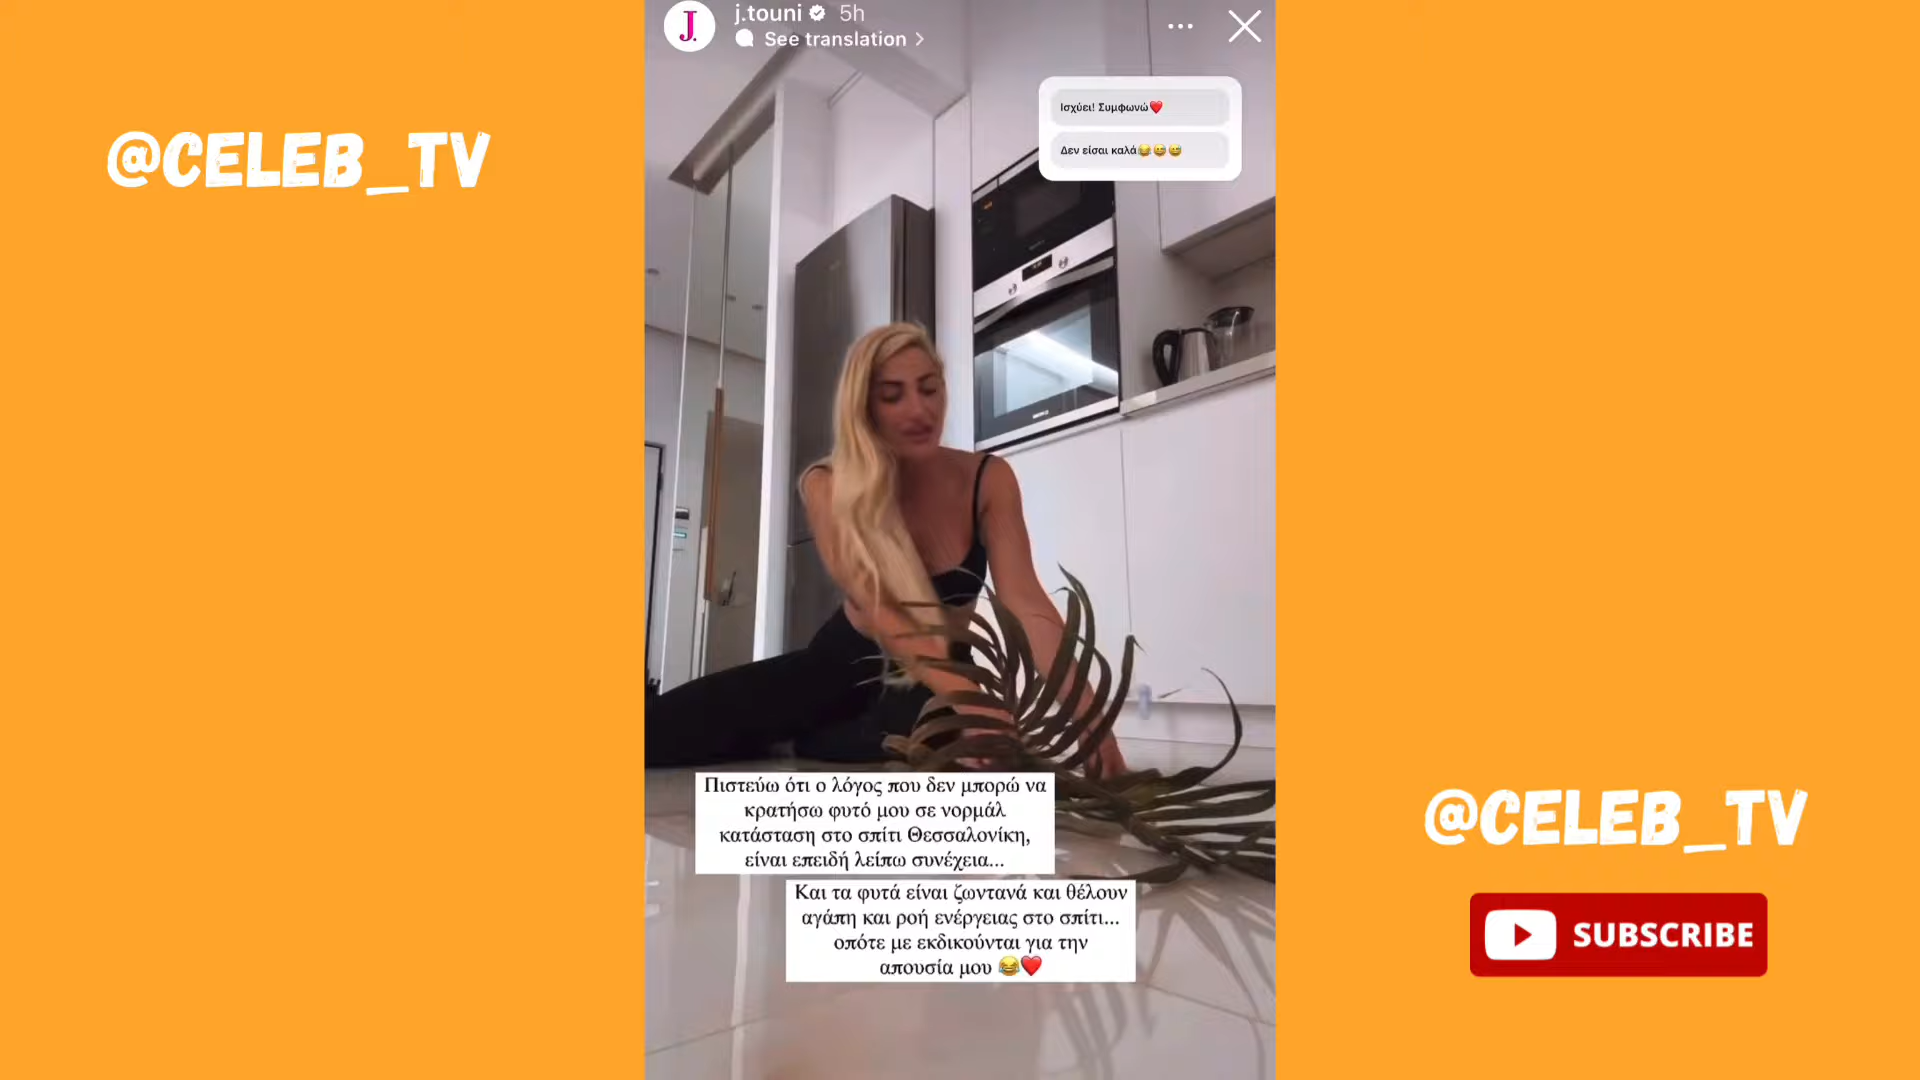 @CELEB_TV
J.
j.touni 5h
See translation
Ισχύει! Συμφωνώ❤️
Δεν είσαι καλά😂😅😅
Πιστεύω ότι ο λόγος που δεν μπορώ να
κρατήσω φυτό μου σε νορμάλ
κατάσταση στο σπίτι Θεσσαλονίκη,
είναι επειδή λείπω συνέχεια...
Και τα φυτά είναι ζωντανά και θέλουν
αγάπη και ροή ενέργειας στο σπίτι...
οπότε με εκδικούνται για την
απουσία μου 😂❤️
@CELEB_TV
SUBSCRIBE